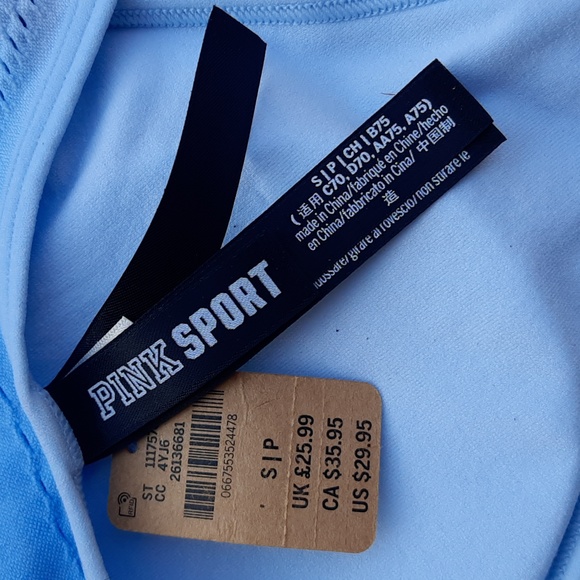 PINK SPORT
S | P | CH | B75
(适用 C70, D70, AA75, A75)
made in China/fabriqué en Chine/hecho
en China/fabbricato in Cina/ 中国制
造
girare al rovescio/non stirare
ST
CC 4YJ6
26136681
0667553524478
S | P
UK £25.99
CA $35.95
US $29.95